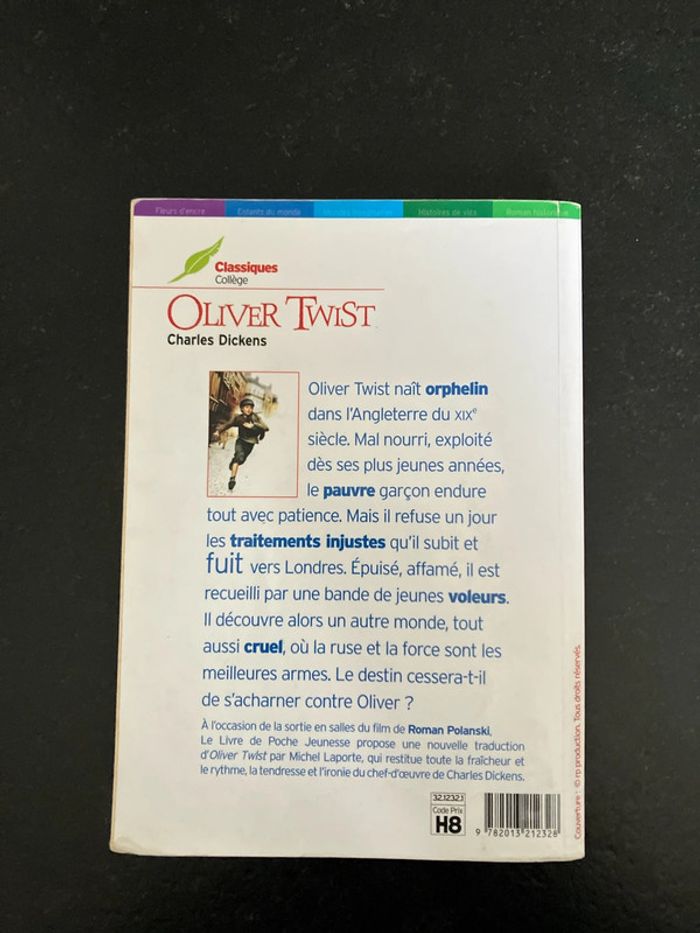 Fleurs d'encre Enfants du monde Histoires de vies Roman historique
Classiques
Collège
OLIVER TWIST
Charles Dickens
Oliver Twist naît orphelin
dans l'Angleterre du XIXe
siècle. Mal nourri, exploité
dès ses plus jeunes années,
le pauvre garçon endure
tout avec patience. Mais il refuse un jour
les traitements injustes qu'il subit et
fuit vers Londres. Épuisé, affamé, il est
recueilli par une bande de jeunes voleurs.
Il découvre alors un autre monde, tout
aussi cruel, où la ruse et la force sont les
meilleures armes. Le destin cessera-t-il
de s'acharner contre Oliver ?
À l'occasion de la sortie en salles du film de Roman Polanski,
Le Livre de Poche Jeunesse propose une nouvelle traduction
d'Oliver Twist par Michel Laporte, qui restitue toute la fraîcheur et
le rythme, la tendresse et l'ironie du chef-d'œuvre de Charles Dickens.
32.1232.1
Code Prix
H8
9 782013 212328
Couverture : © rp production. Tous droits réservés.